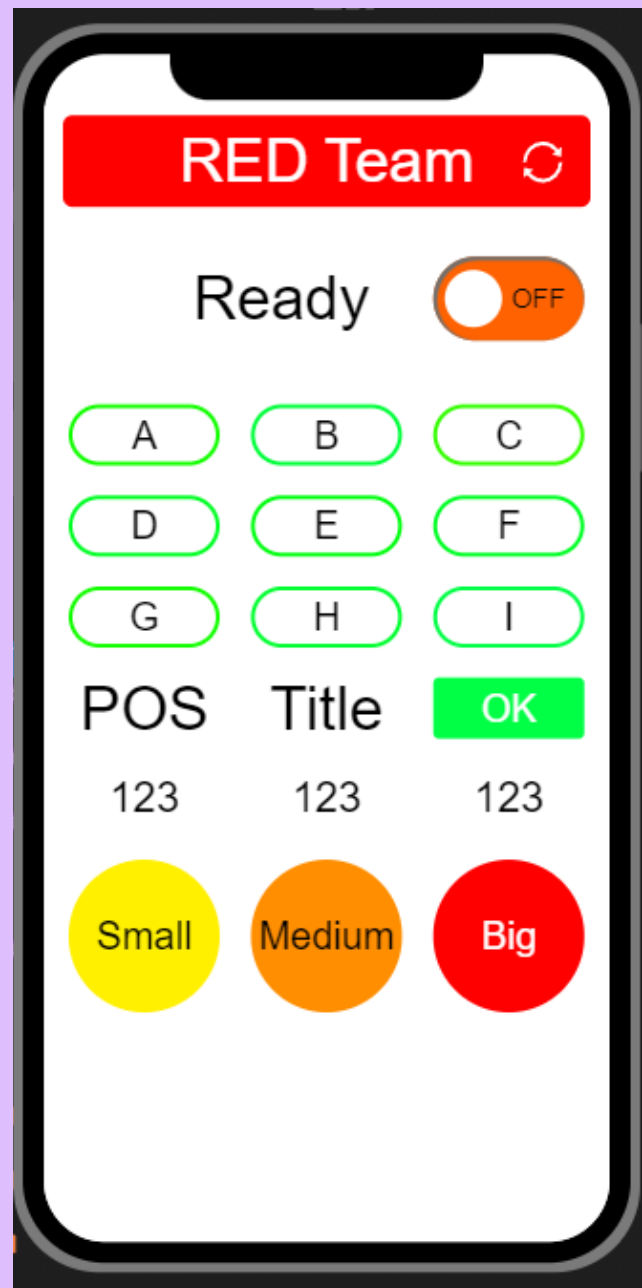 RED Team
Ready OFF
A B C
D E F
G H I
POS Title OK
123 123 123
Small Medium Big